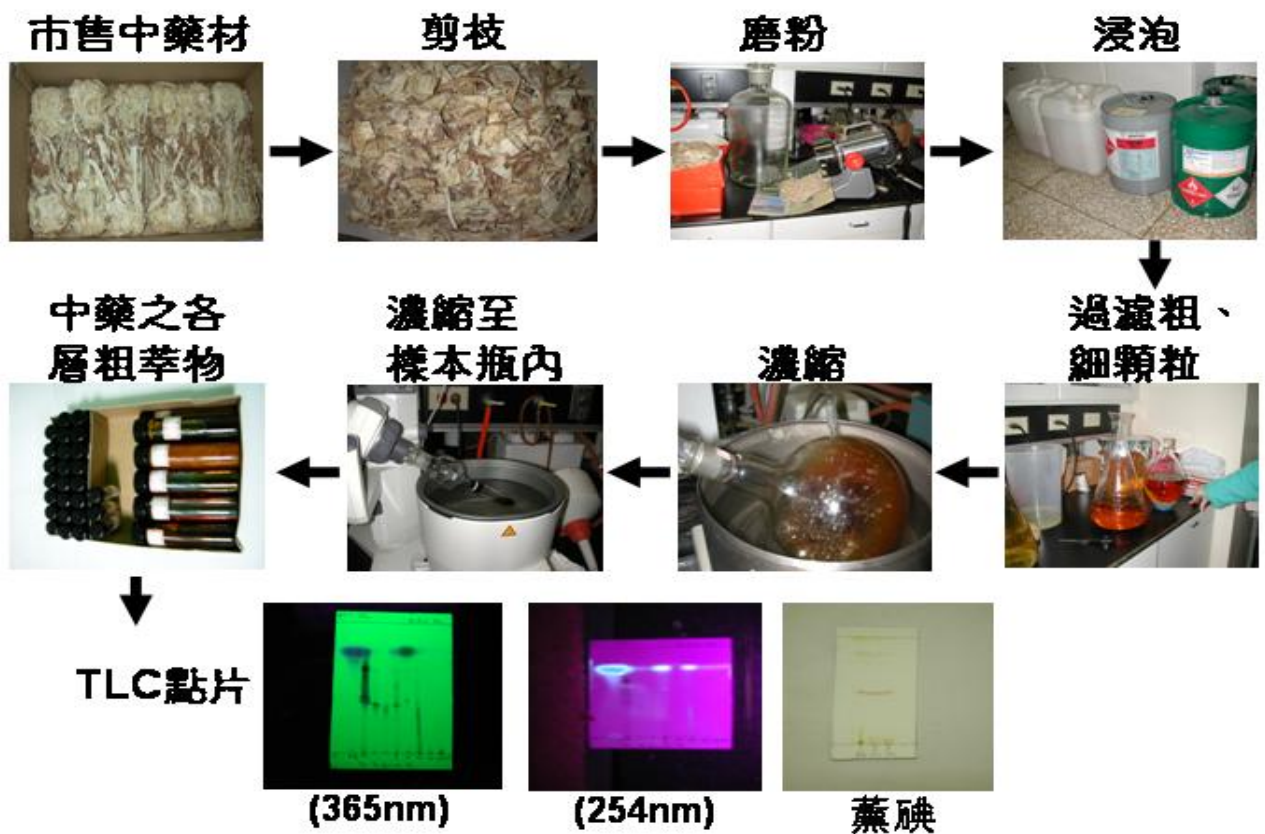 市售中藥材
剪枝
磨粉
浸泡
過濾粗、
細顆粒
濃縮
濃縮至
樣本瓶內
中藥之各
層粗萃物
TLC點片
(365nm)
(254nm)
薰碘